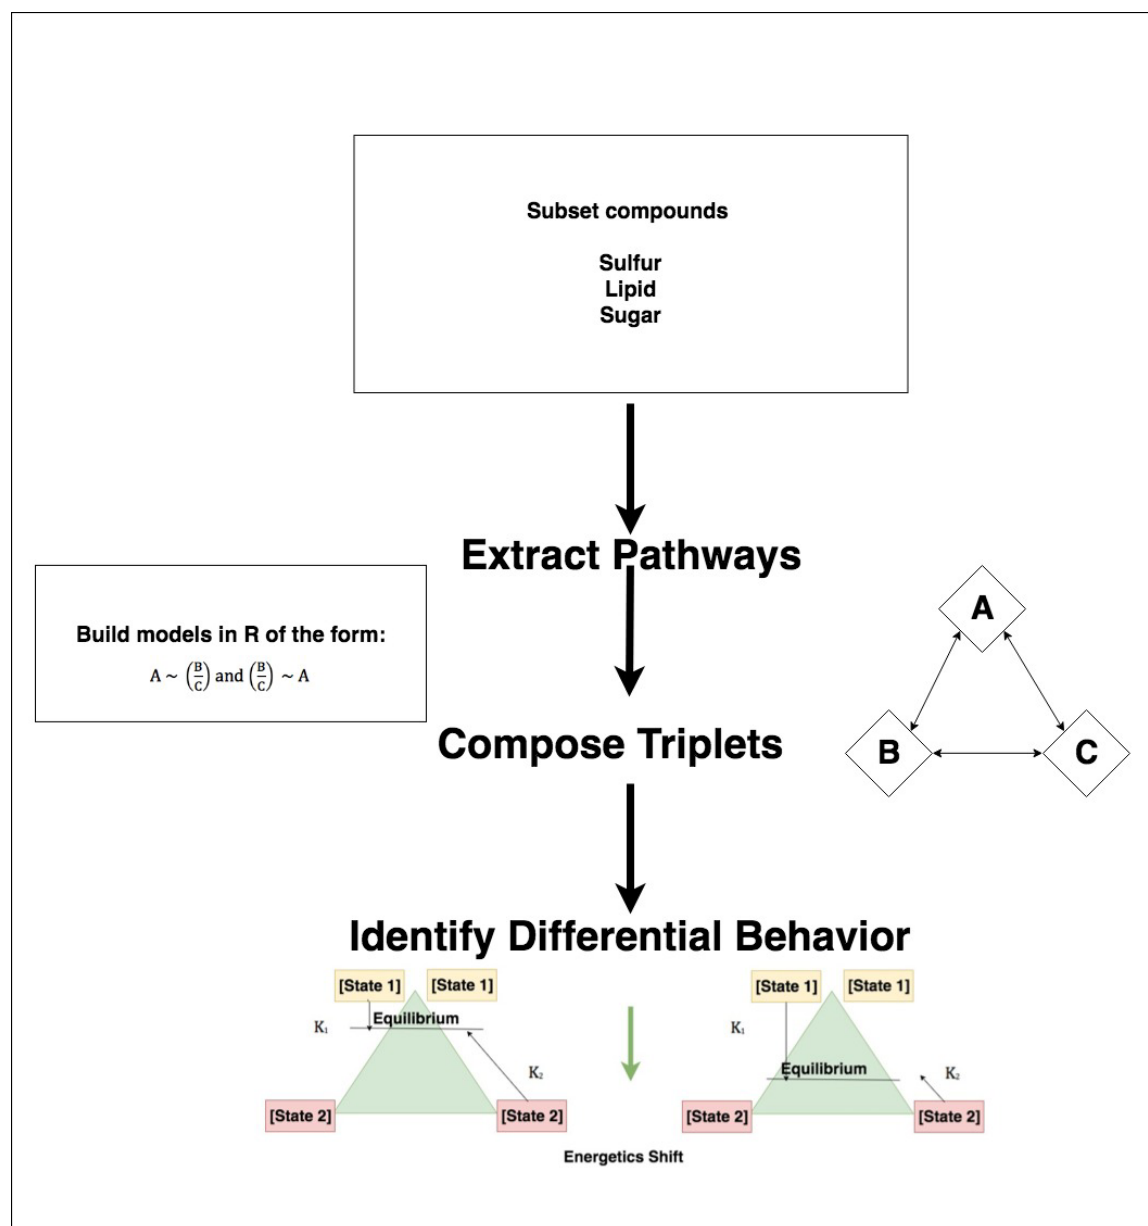 Subset compounds
Sulfur
Lipid
Sugar
Extract Pathways
Build models in R of the form:
A ~ (B/C) and (B/C) ~ A
A
B
C
Compose Triplets
Identify Differential Behavior
[State 1]
[State 1]
Equilibrium
K₁
K₂
[State 2]
[State 2]
[State 1]
[State 1]
K₁
Equilibrium
K₂
[State 2]
[State 2]
Energetics Shift